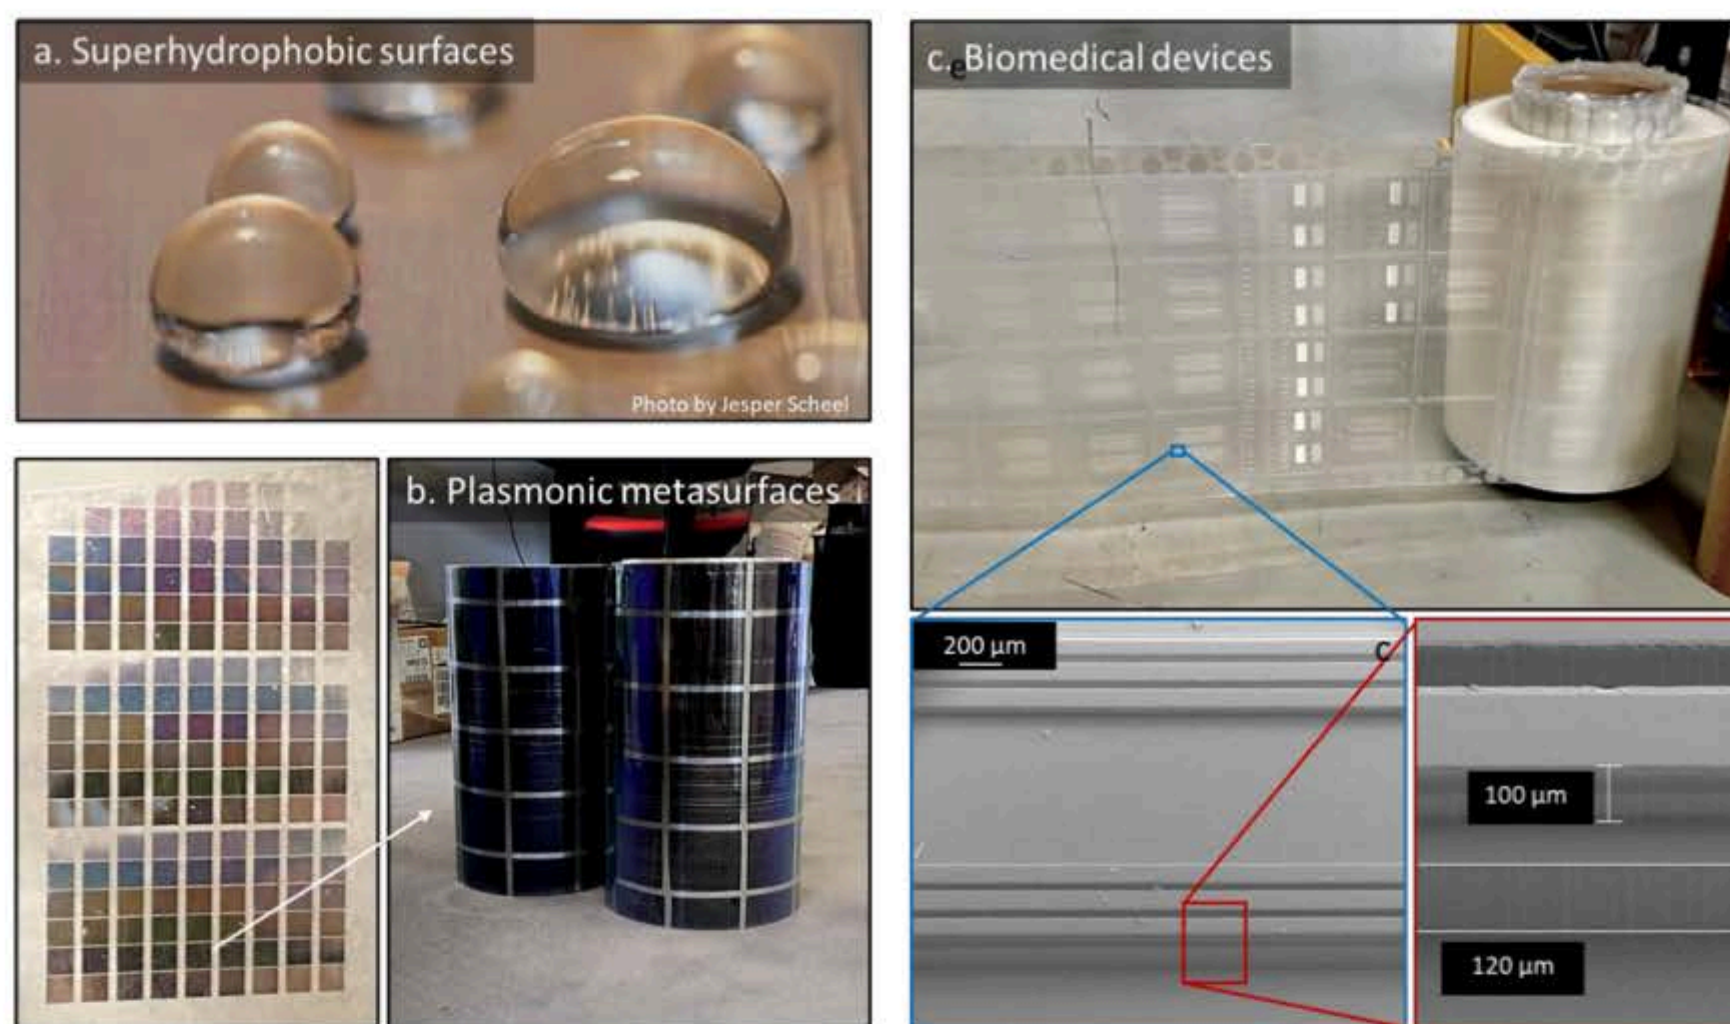 a. Superhydrophobic surfaces
Photo by Jesper Scheel
b. Plasmonic metasurfaces
c. Biomedical devices
e
200 µm
c
100 µm
120 µm